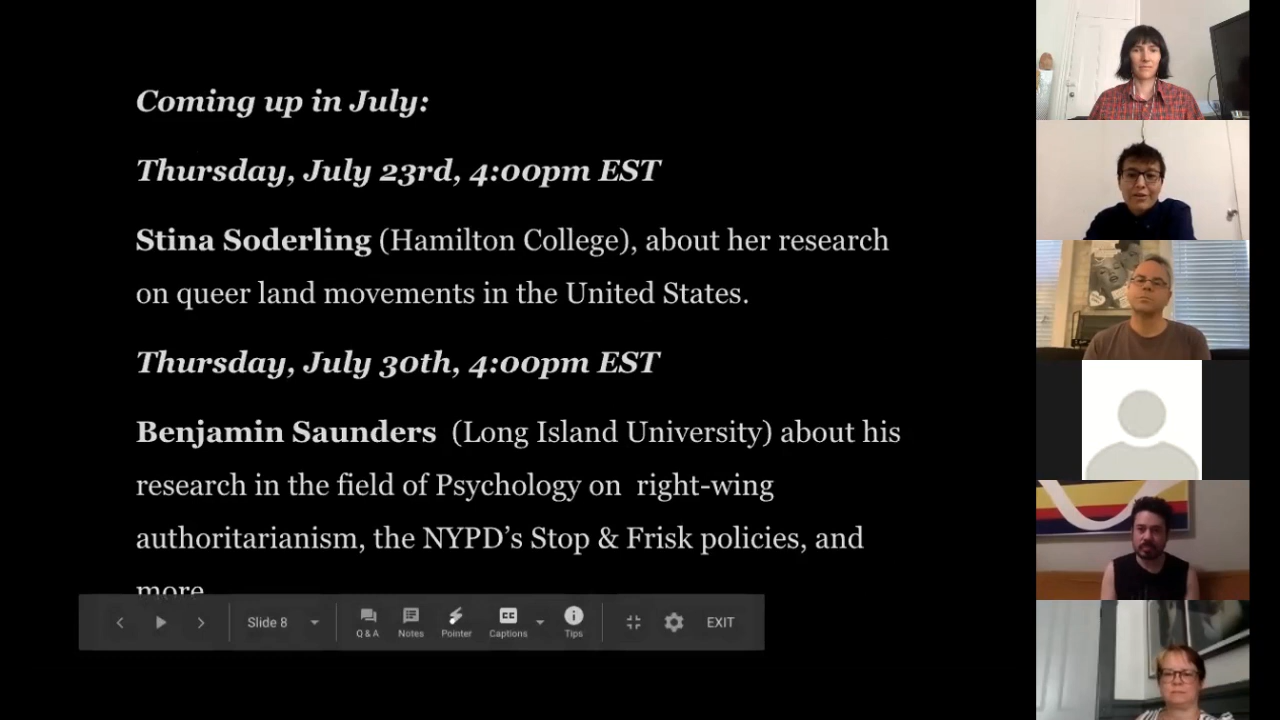 Coming up in July:
Thursday, July 23rd, 4:00pm EST
Stina Soderling (Hamilton College), about her research
on queer land movements in the United States.
Thursday, July 30th, 4:00pm EST
Benjamin Saunders (Long Island University) about his
research in the field of Psychology on right-wing
authoritarianism, the NYPD's Stop & Frisk policies, and
more
Slide 8
Q & A
Notes
Pointer
CC
Captions
Tips
EXIT